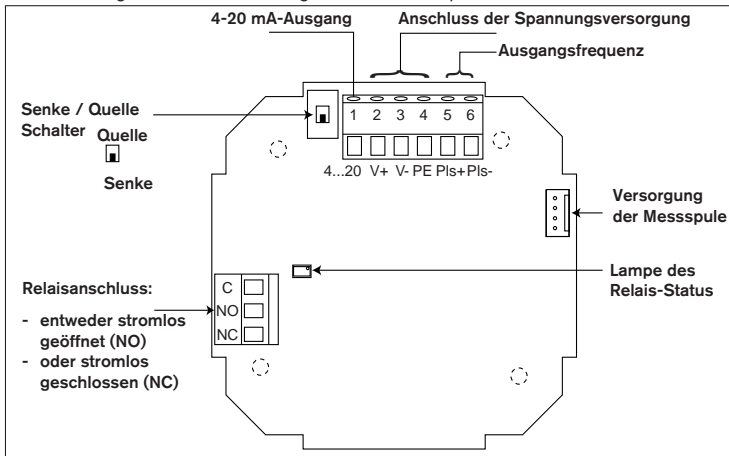 4-20 mA-Ausgang
Anschluss der Spannungsversorgung
Ausgangsfrequenz
Senke / Quelle
Schalter
Quelle
Senke
1 2 3 4 5 6
4...20 V+ V- PE Pls+ Pls-
Versorgung
der Messspule
Lampe des
Relais-Status
Relaisanschluss:
- entweder stromlos
geöffnet (NO)
- oder stromlos
geschlossen (NC)
C
NO
NC